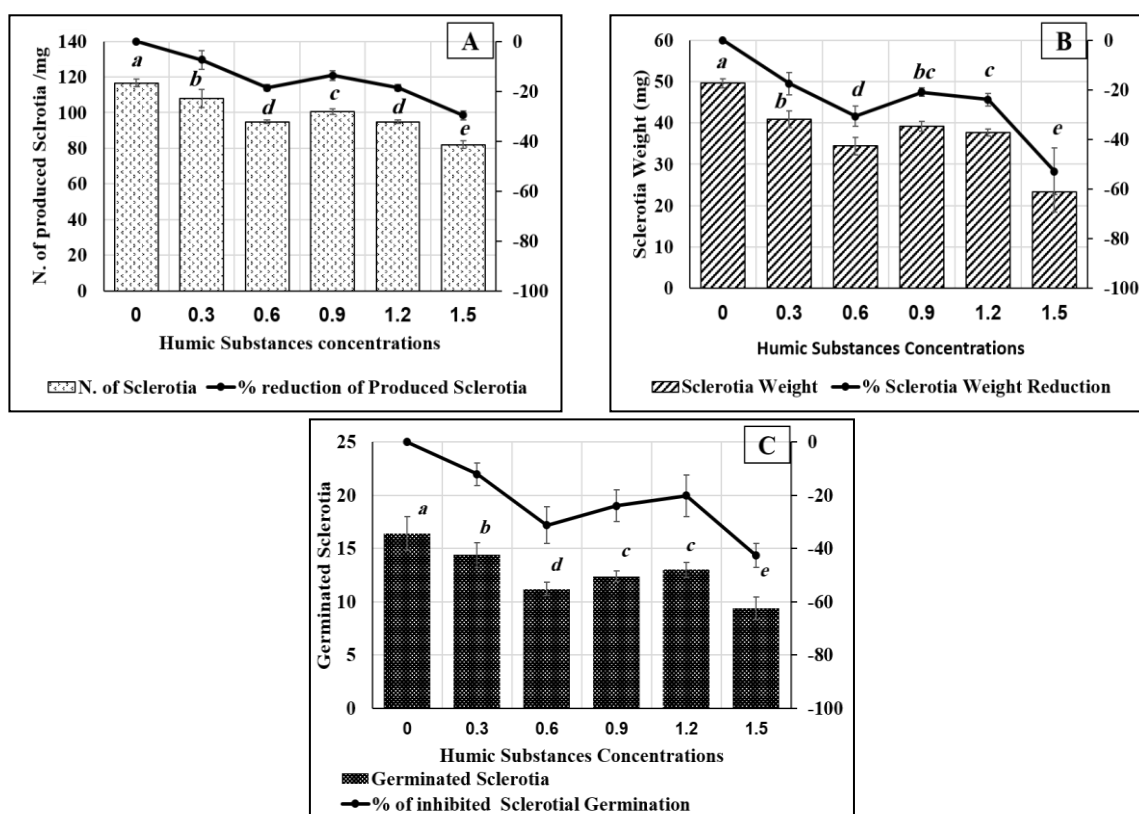 A
140
120
100
80
60
40
20
0
0
-20
-40
-60
-80
-100
N. of produced Sclrotia /mg
a
b
d
c
d
e
0 0.3 0.6 0.9 1.2 1.5
Humic Substances concentrations
N. of Sclerotia % reduction of Produced Sclerotia
B
60
50
40
30
20
10
0
0
-20
-40
-60
-80
-100
Sclerotia Weight (mg)
a
b
d
bc
c
e
0 0.3 0.6 0.9 1.2 1.5
Humic Substances Concentrations
Sclerotia Weight % Sclerotia Weight Reduction
C
25
20
15
10
5
0
0
-20
-40
-60
-80
-100
Germinated Sclerotia
a
b
d
c
c
e
0 0.3 0.6 0.9 1.2 1.5
Humic Substances Concentrations
Germinated Sclerotia
% of inhibited Sclerotial Germination